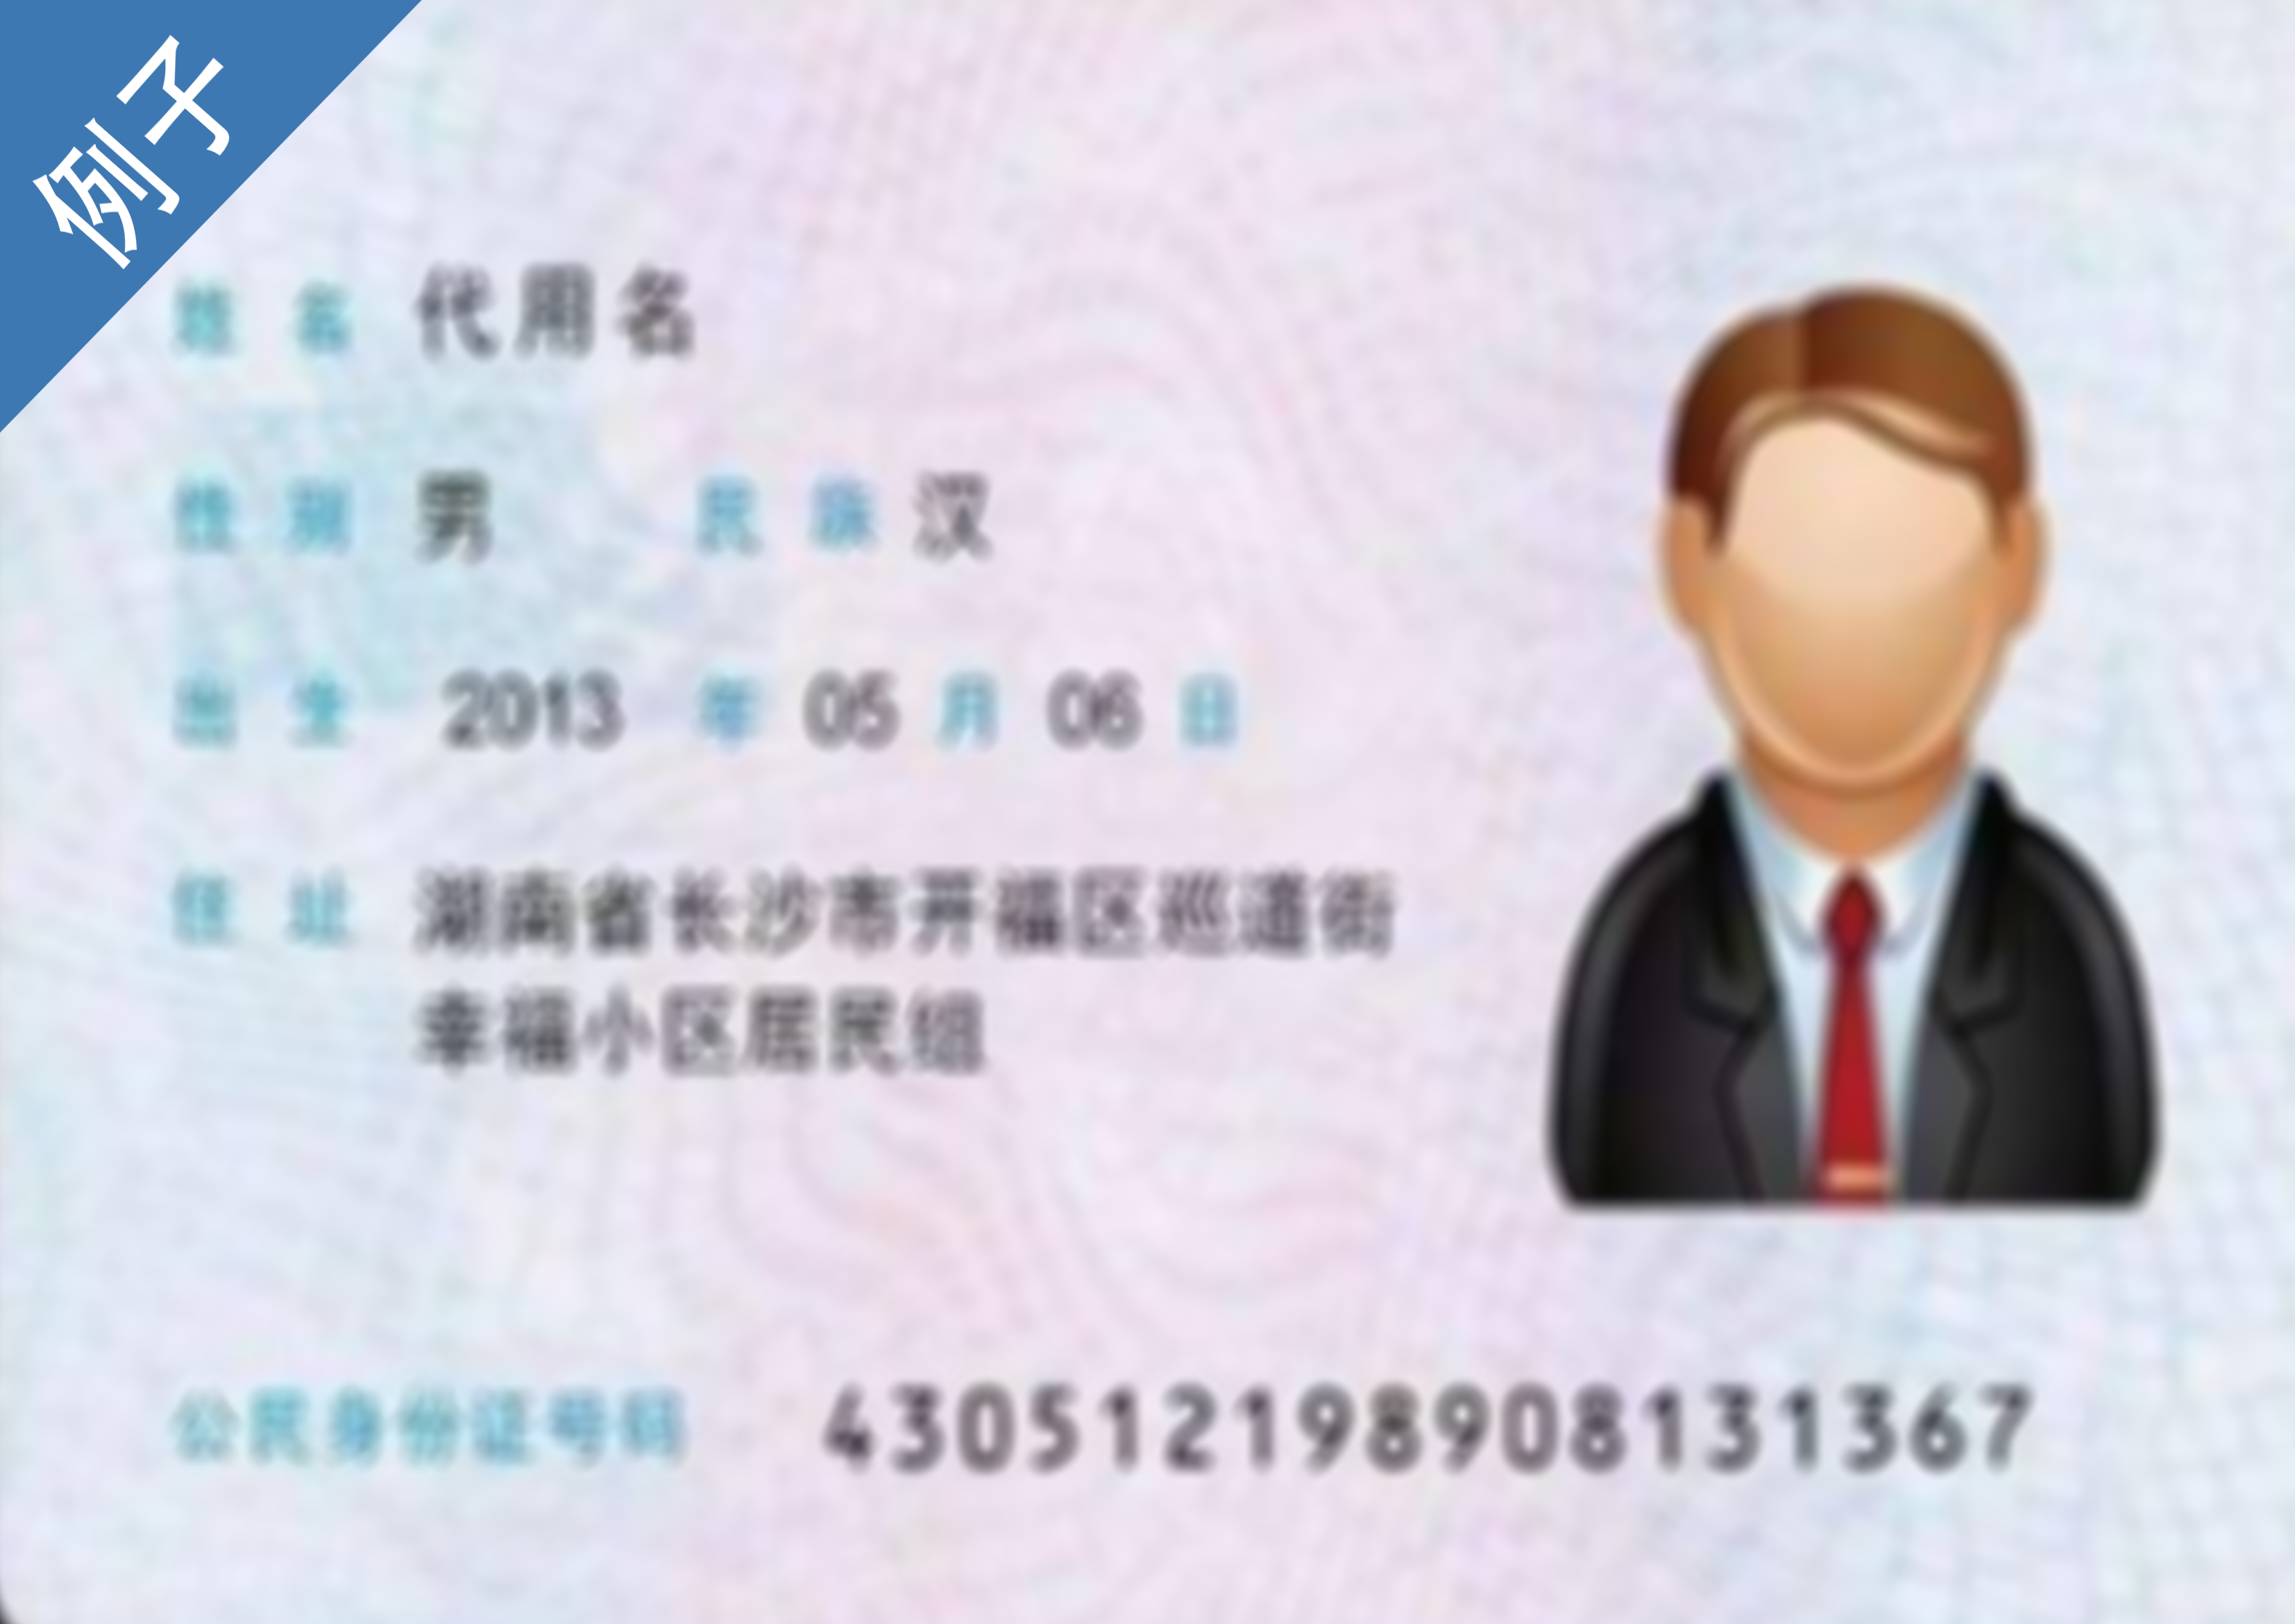 例子
姓名 代用名
性别 男 民族 汉
出生 2013 年 05 月 06 日
住址 湖南省长沙市开福区巡道街
幸福小区居民组
公民身份证号码 430512198908131367